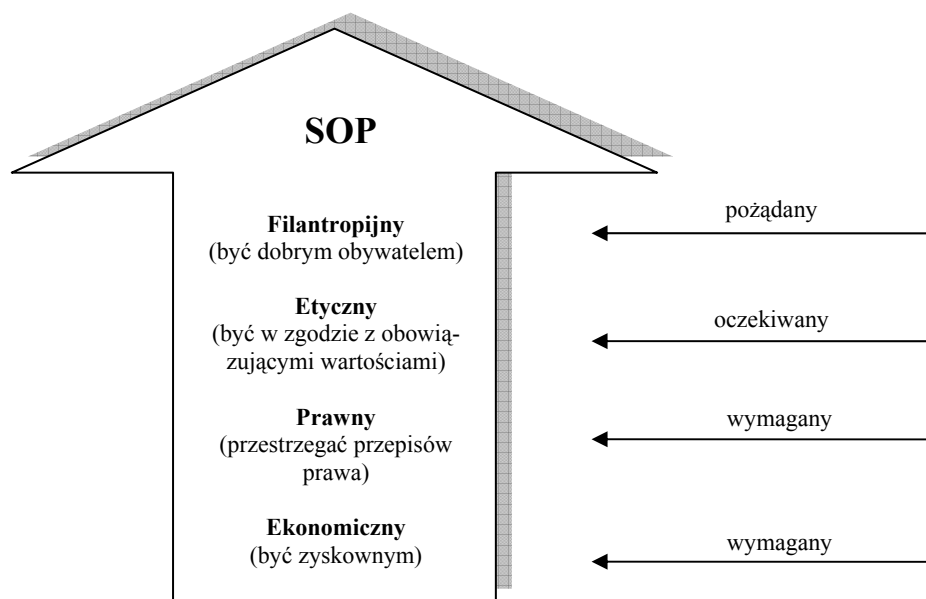 SOP
Filantropijny
(być dobrym obywatelem)
pożądany
Etyczny
(być w zgodzie z obowią-
zującymi wartościami)
oczekiwany
Prawny
(przestrzegać przepisów
prawa)
wymagany
Ekonomiczny
(być zyskownym)
wymagany